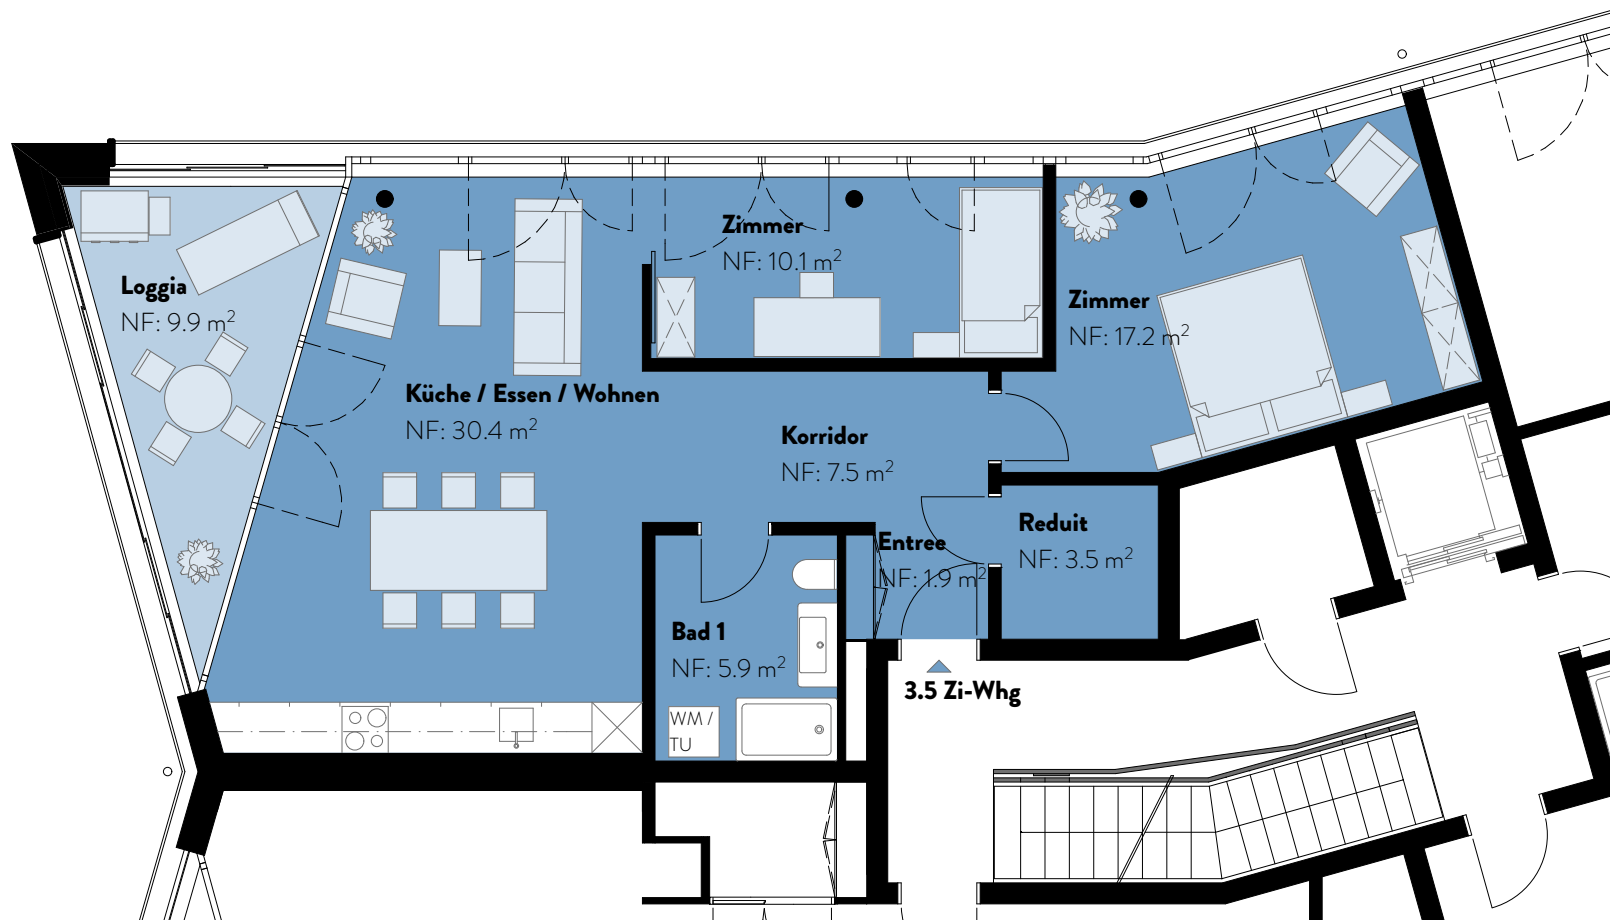 Zimmer
NF: 10.1 m²
Loggia
NF: 9.9 m²
Zimmer
NF: 17.2 m²
Küche / Essen / Wohnen
NF: 30.4 m²
Korridor
NF: 7.5 m²
Entree
NF: 1.9 m²
Reduit
NF: 3.5 m²
Bad 1
NF: 5.9 m²
3.5 Zi-Whg
WM /
TU